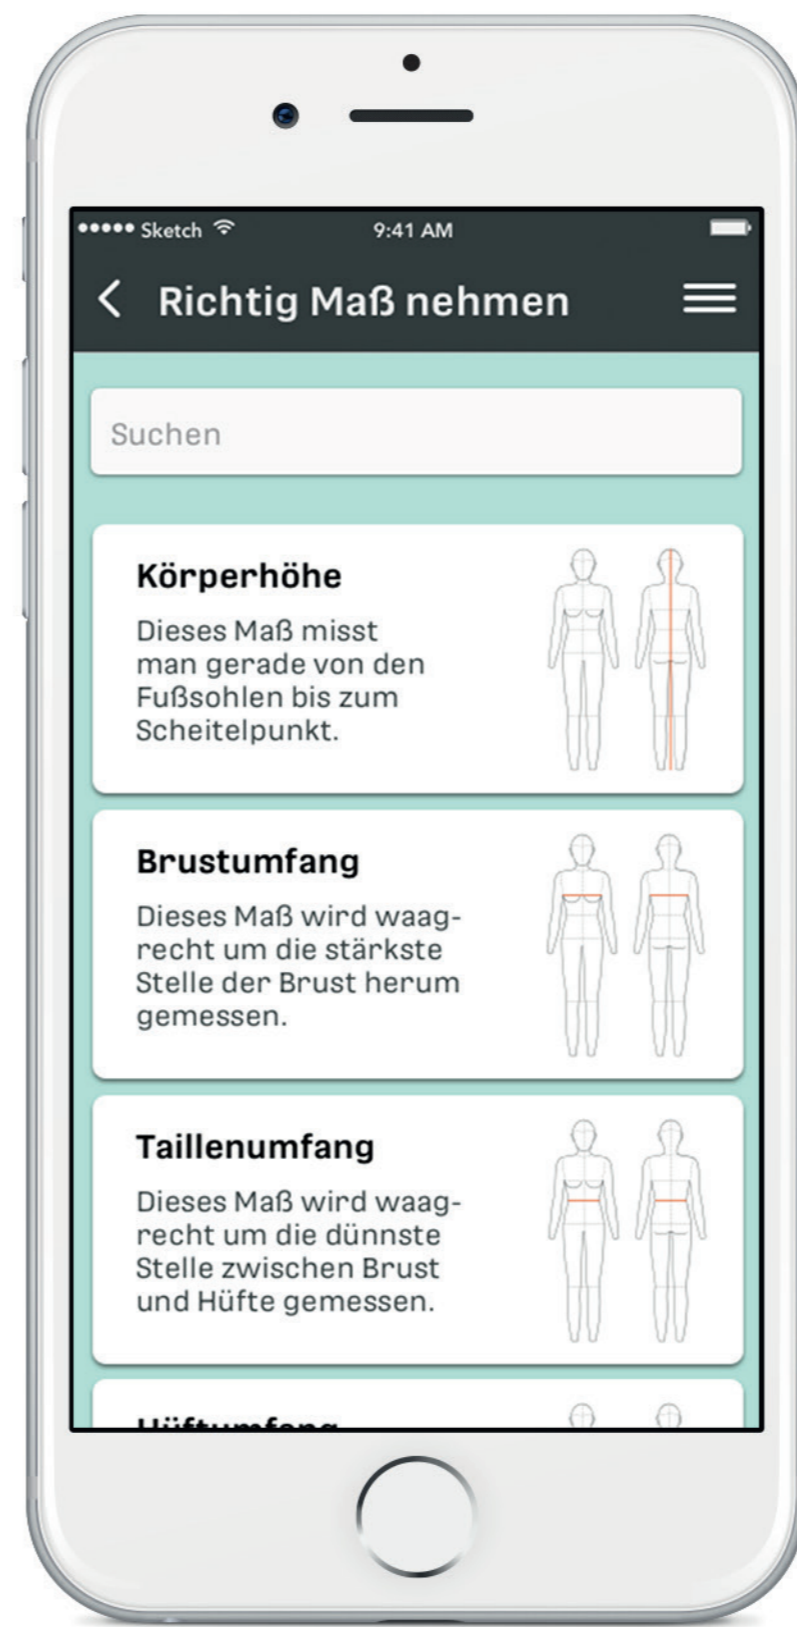 Sketch
9:41 AM
Richtig Maß nehmen
Suchen
Körperhöhe
Dieses Maß misst
man gerade von den
Fußsohlen bis zum
Scheitelpunkt.
Brustumfang
Dieses Maß wird waag-
recht um die stärkste
Stelle der Brust herum
gemessen.
Taillenumfang
Dieses Maß wird waag-
recht um die dünnste
Stelle zwischen Brust
und Hüfte gemessen.
Hüftumfang